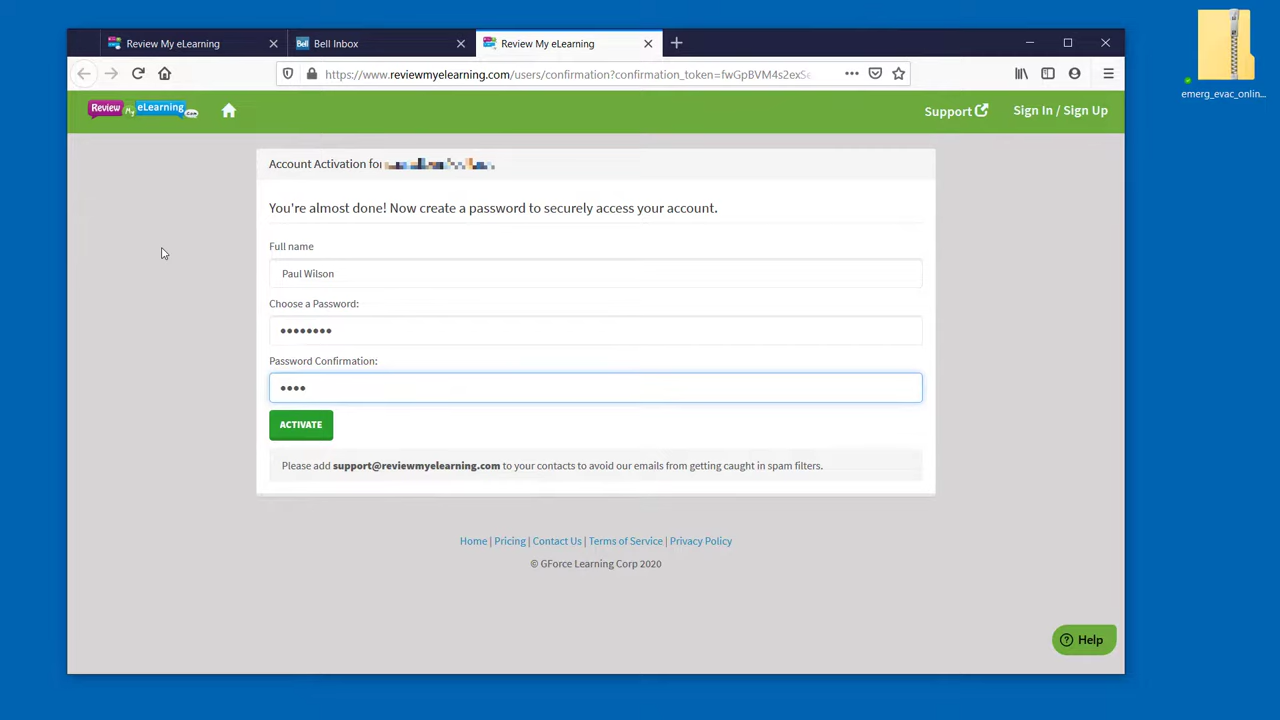 Review My eLearning
Bell Inbox
Review My eLearning
https://www.reviewmyelearning.com/users/confirmation?confirmation_token=fwGpBVM4s2exS
emerg_evac_onlin...
Review My eLearning .com
Support
Sign In / Sign Up
Account Activation for
You're almost done! Now create a password to securely access your account.
Full name
Paul Wilson
Choose a Password:
••••••••
Password Confirmation:
••••
ACTIVATE
Please add support@reviewmyelearning.com to your contacts to avoid our emails from getting caught in spam filters.
Home | Pricing | Contact Us | Terms of Service | Privacy Policy
© GForce Learning Corp 2020
Help